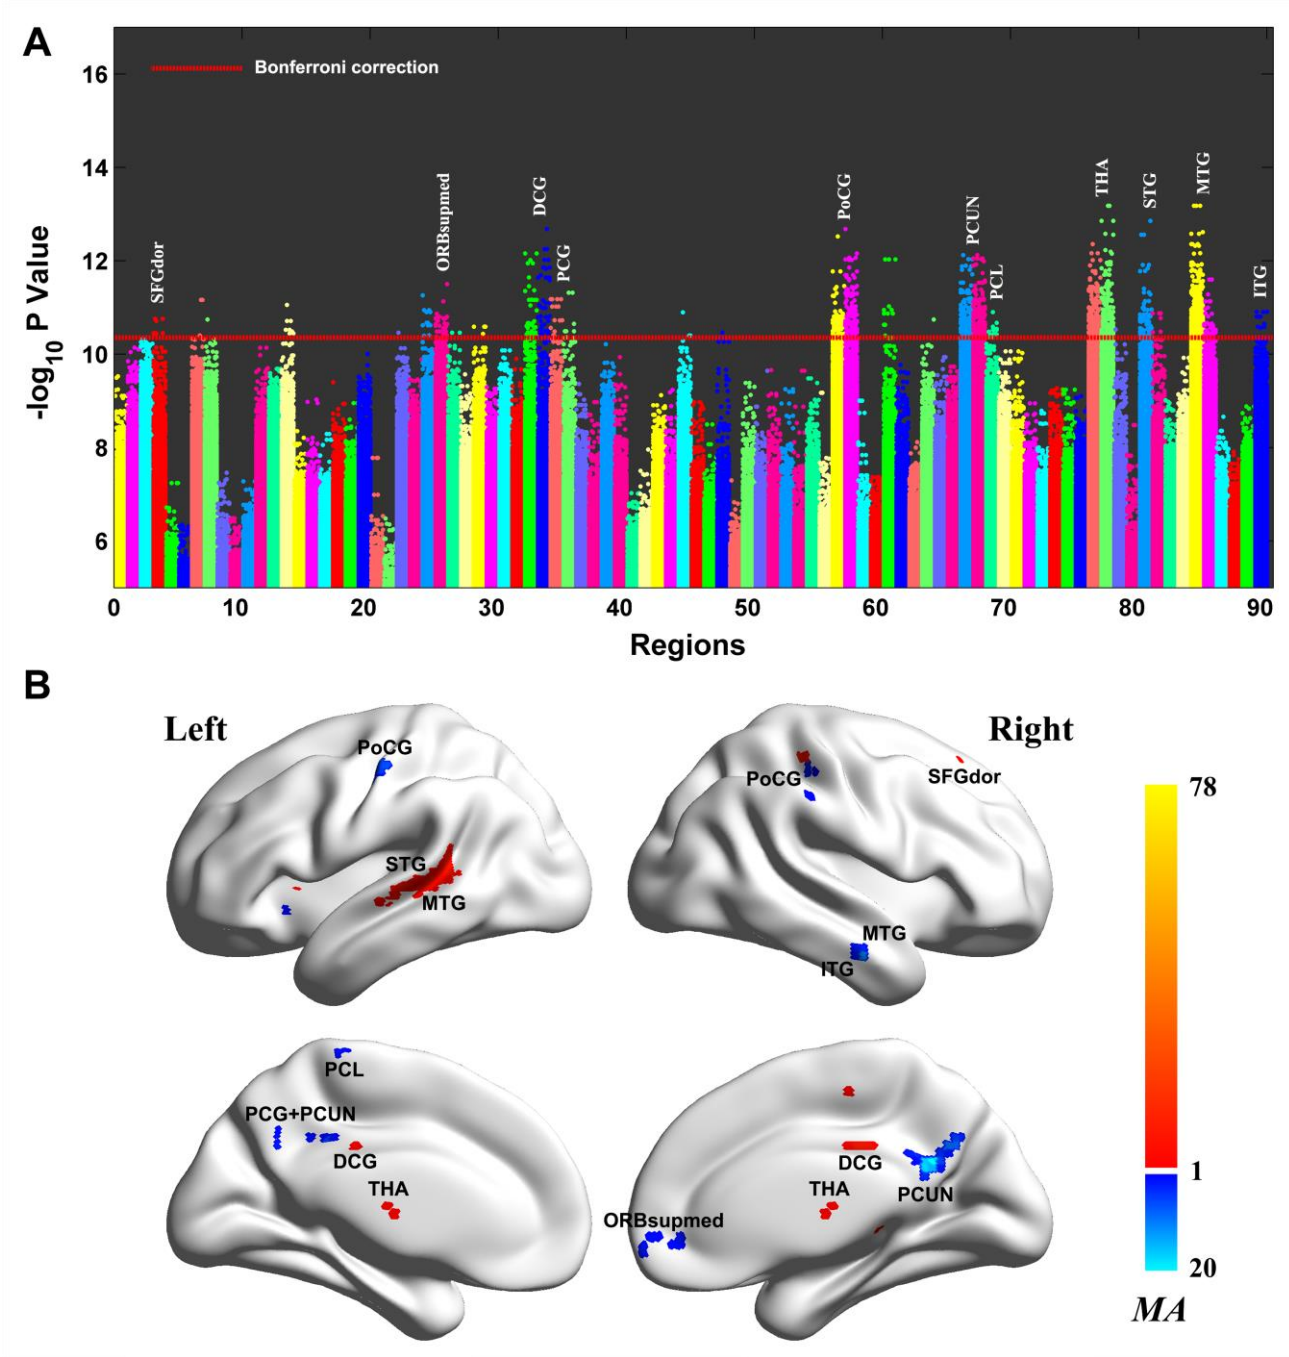 A
Bonferroni correction
16
14
12
10
8
6
-log10 P Value
SFGdor
ORBsupmed
DCG
PCG
PoCG
PCUN
PCL
THA
STG
MTG
ITG
0 10 20 30 40 50 60 70 80 90
Regions
B
Left
Right
PoCG
STG
MTG
PoCG
SFGdor
MTG
ITG
PCL
PCG+PCUN
DCG
THA
DCG
THA
PCUN
ORBsupmed
78
1
20
MA